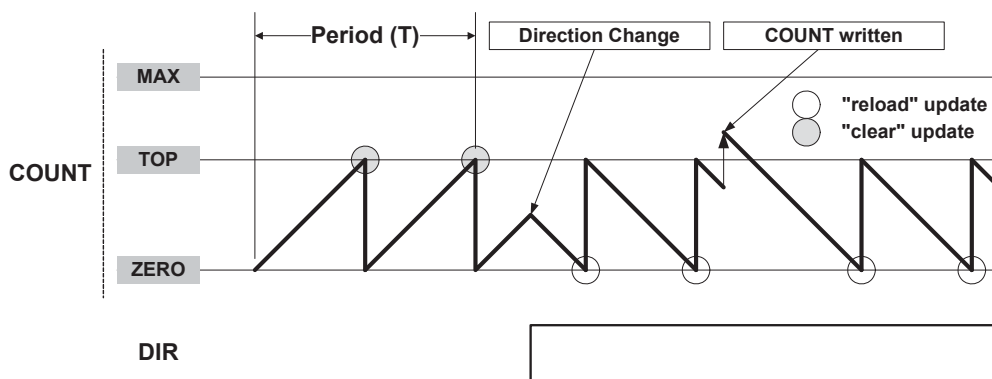 Period (T)
Direction Change
COUNT written
MAX
"reload" update
"clear" update
TOP
COUNT
ZERO
DIR